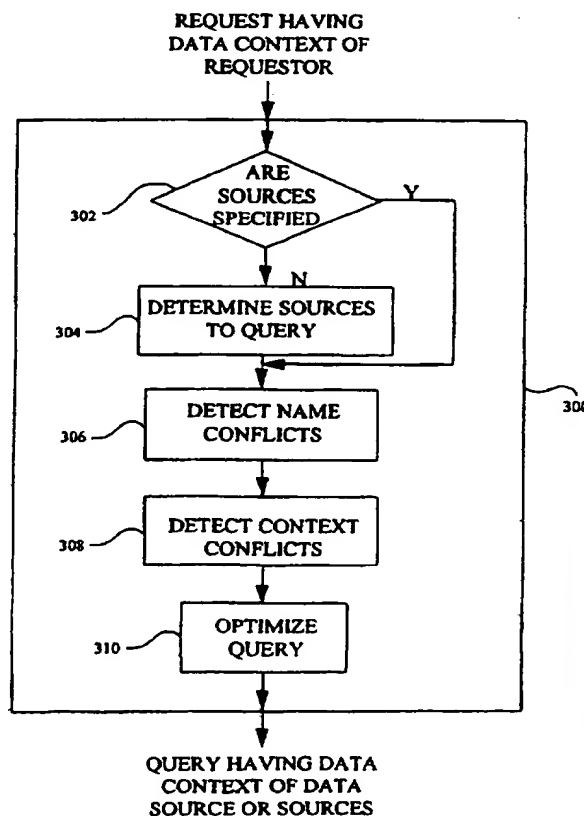 REQUEST HAVING
DATA CONTEXT OF
REQUESTOR
ARE
SOURCES
SPECIFIED
302
Y
N
DETERMINE SOURCES
TO QUERY
304
DETECT NAME
CONFLICTS
306
300
DETECT CONTEXT
CONFLICTS
308
OPTIMIZE
QUERY
310
QUERY HAVING DATA
CONTEXT OF DATA
SOURCE OR SOURCES